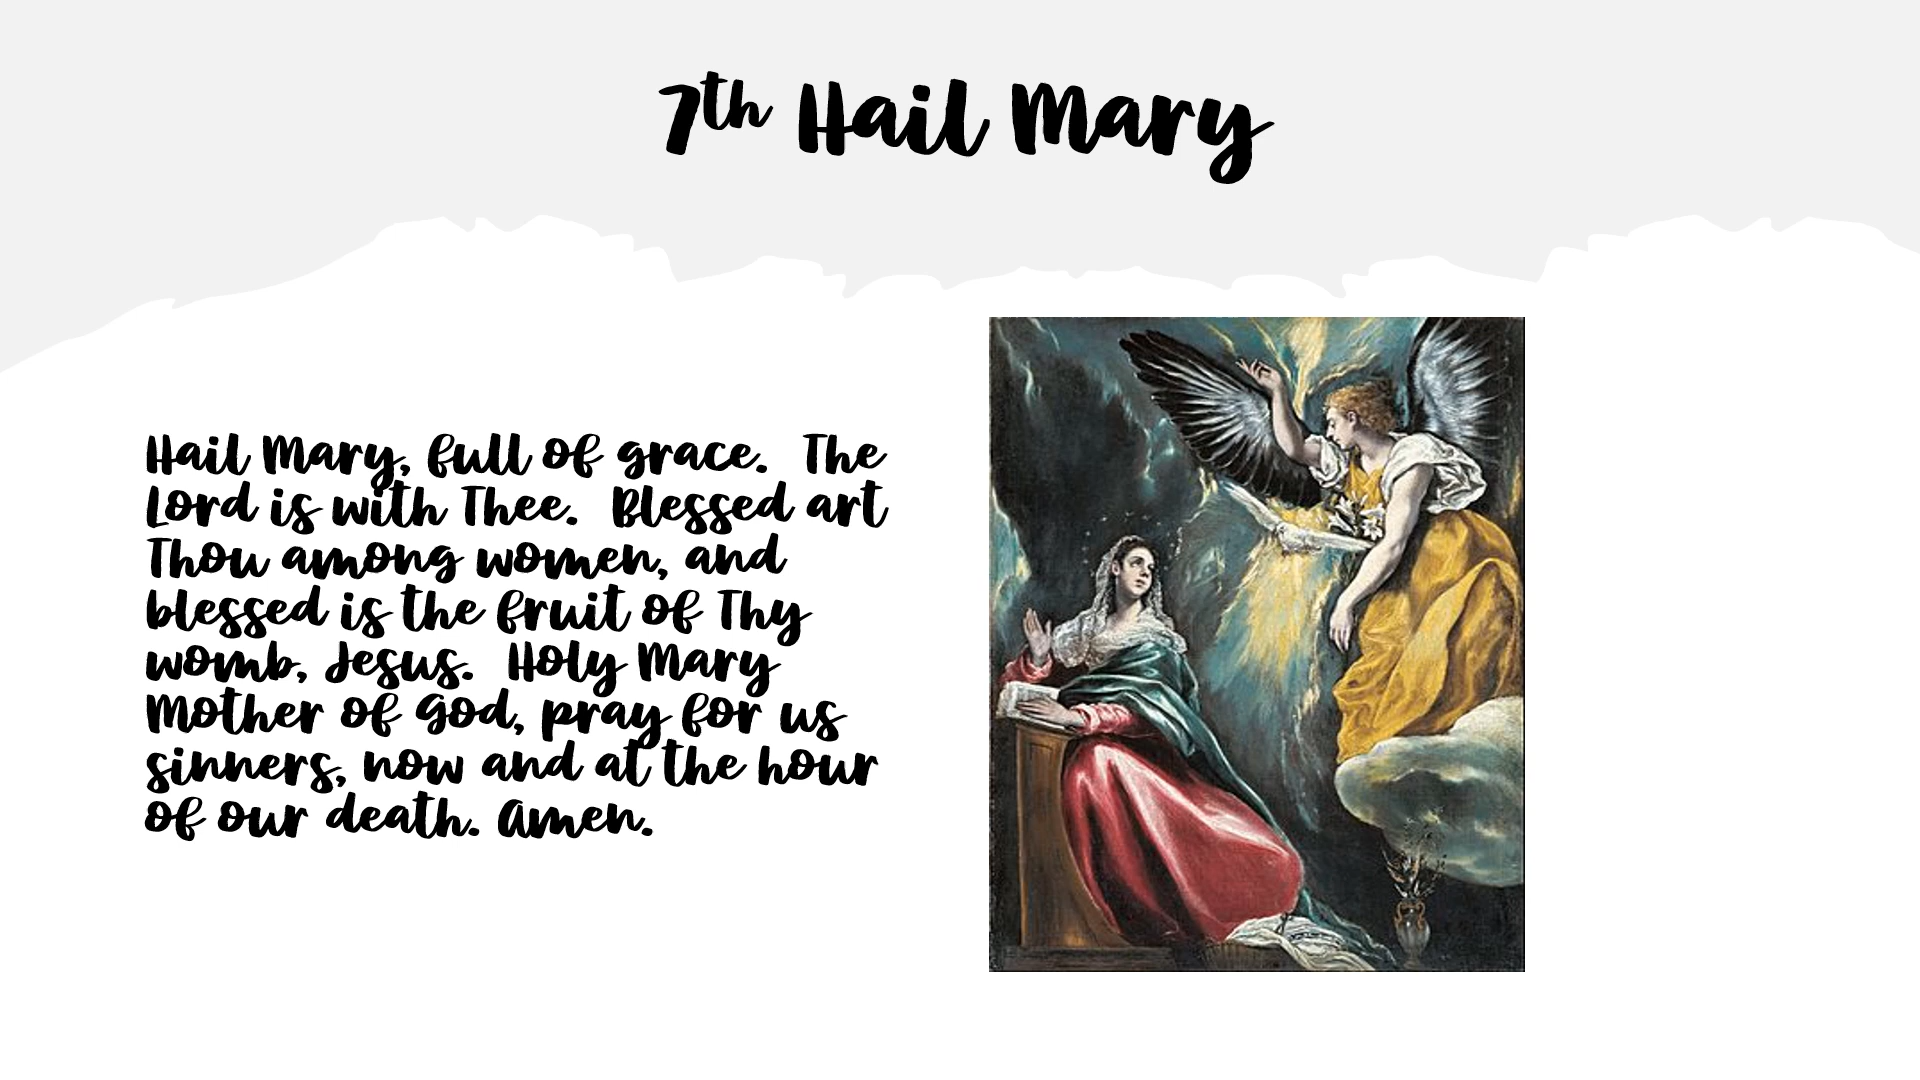 7th Hail Mary
Hail Mary, full of grace.  The
Lord is with Thee.  Blessed art
Thou among women, and
blessed is the fruit of Thy
womb, Jesus.  Holy Mary
Mother of God, pray for us
sinners, now and at the hour
of our death. Amen.